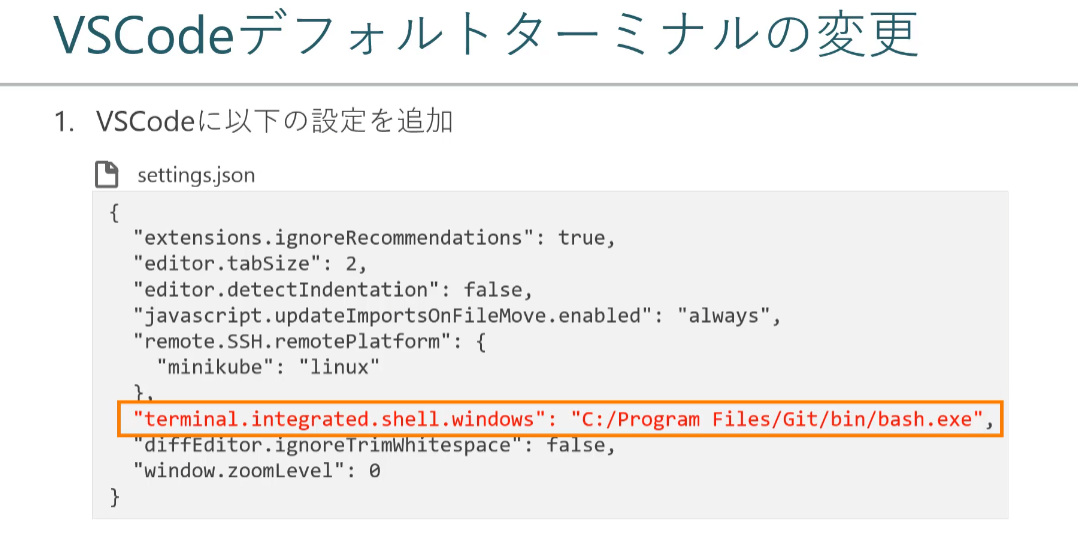 VSCodeデフォルトターミナルの変更
1. VSCodeに以下の設定を追加
settings.json
{
  "extensions.ignoreRecommendations": true,
  "editor.tabSize": 2,
  "editor.detectIndentation": false,
  "javascript.updateImportsOnFileMove.enabled": "always",
  "remote.SSH.remotePlatform": {
    "minikube": "linux"
  },
  "terminal.integrated.shell.windows": "C:/Program Files/Git/bin/bash.exe",
  "diffEditor.ignoreTrimWhitespace": false,
  "window.zoomLevel": 0
}